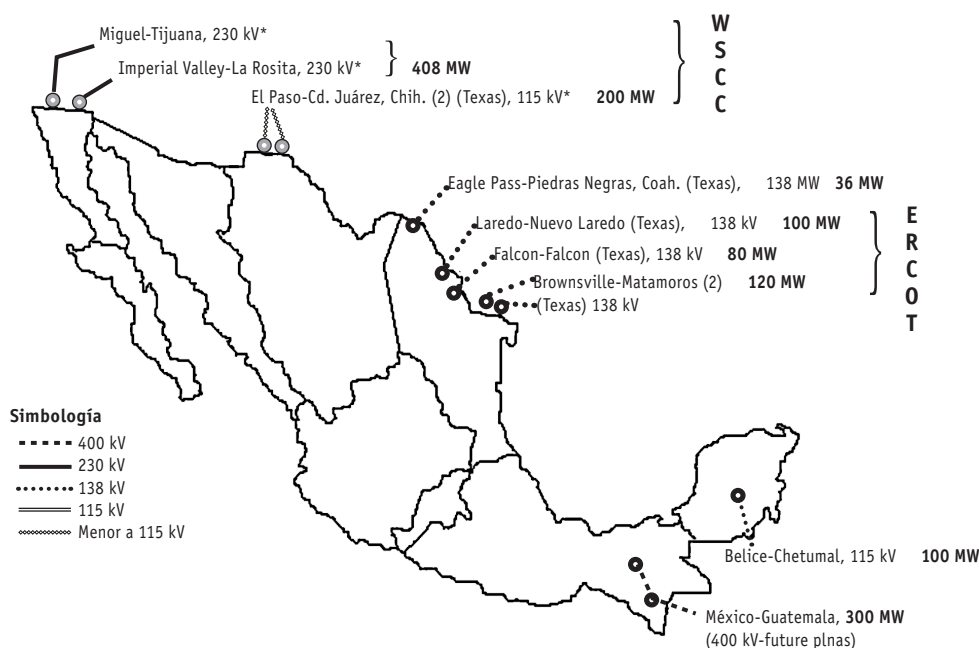 Miguel-Tijuana, 230 kV*
Imperial Valley-La Rosita, 230 kV*
408 MW
El Paso-Cd. Juárez, Chih. (2) (Texas), 115 kV* 200 MW
W
S
C
C
Eagle Pass-Piedras Negras, Coah. (Texas), 138 MW 36 MW
Laredo-Nuevo Laredo (Texas), 138 kV 100 MW
Falcon-Falcon (Texas), 138 kV 80 MW
Brownsville-Matamoros (2) 120 MW
(Texas) 138 kV
E
R
C
O
T
Simbología
400 kV
230 kV
138 kV
115 kV
Menor a 115 kV
Belice-Chetumal, 115 kV 100 MW
México-Guatemala, 300 MW
(400 kV-future plnas)